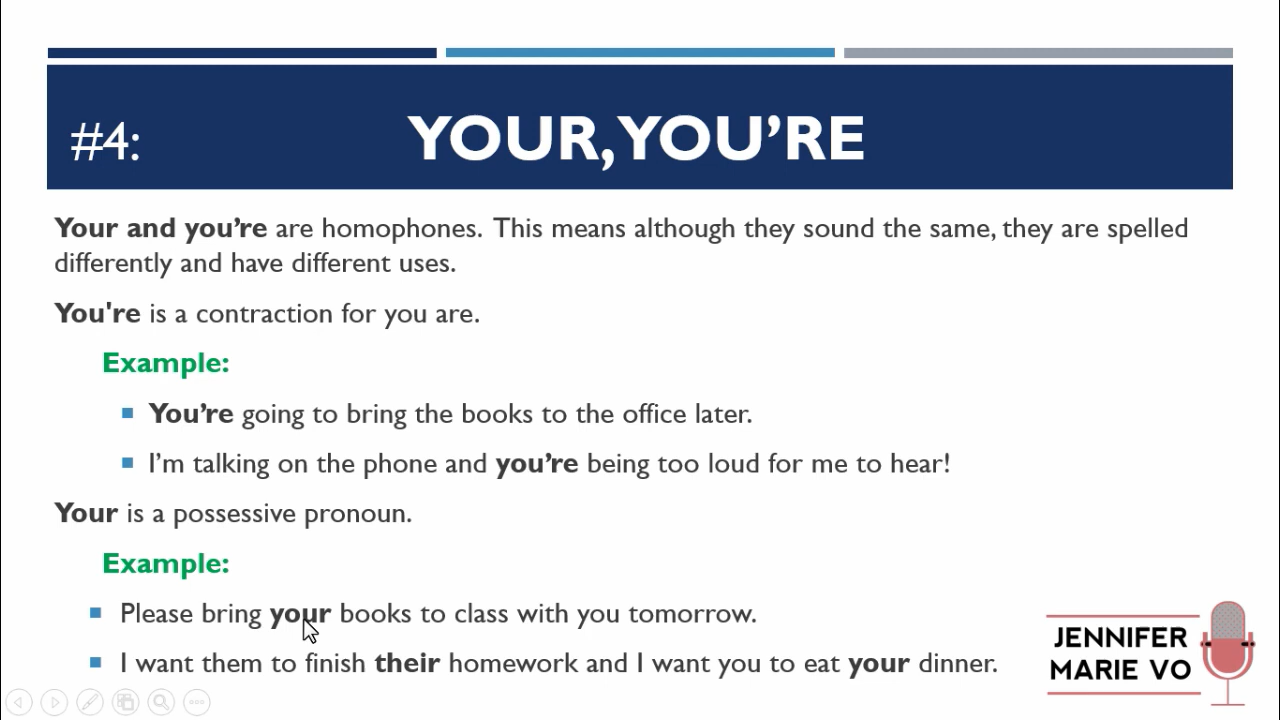 #4: YOUR, YOU’RE
Your and you’re are homophones. This means although they sound the same, they are spelled
differently and have different uses.
You're is a contraction for you are.
Example:
You’re going to bring the books to the office later.
I’m talking on the phone and you’re being too loud for me to hear!
Your is a possessive pronoun.
Example:
Please bring your books to class with you tomorrow.
I want them to finish their homework and I want you to eat your dinner.
JENNIFER
MARIE VO